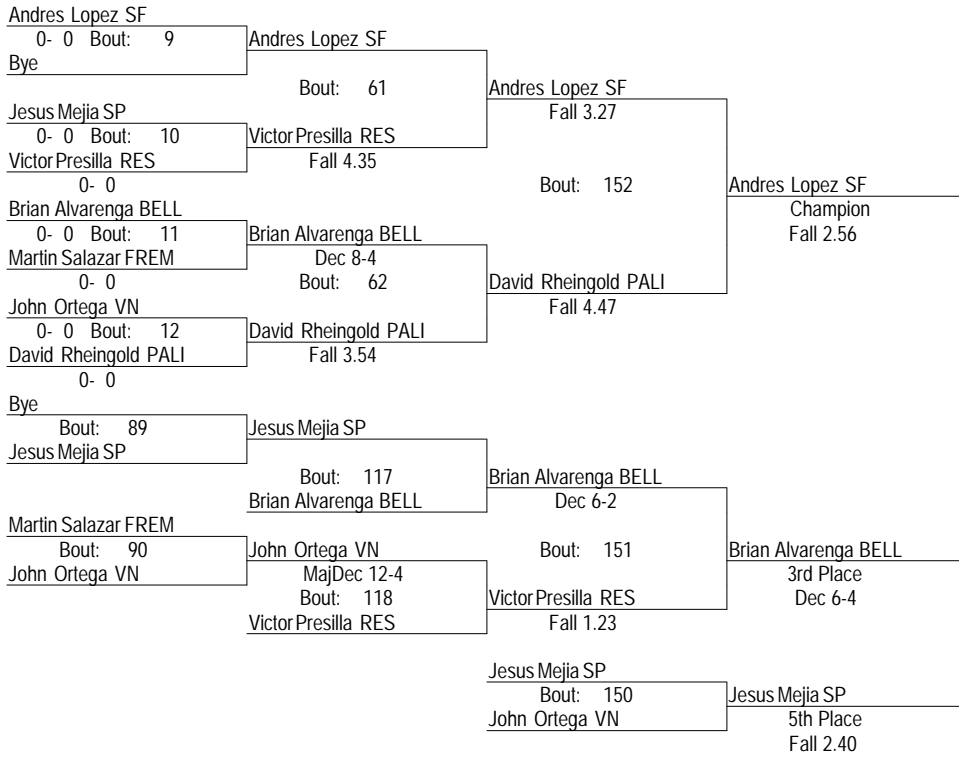 Andres Lopez SF
0- 0 Bout: 9 Andres Lopez SF
Bye
Bout: 61 Andres Lopez SF
Jesus Mejia SP Fall 3.27
0- 0 Bout: 10 Victor Presilla RES
Victor Presilla RES Fall 4.35
0- 0 Bout: 152 Andres Lopez SF
Brian Alvarenga BELL Champion
0- 0 Bout: 11 Brian Alvarenga BELL Fall 2.56
Martin Salazar FREM Dec 8-4
0- 0 Bout: 62 David Rheingold PALI
John Ortega VN Fall 4.47
0- 0 Bout: 12 David Rheingold PALI
David Rheingold PALI Fall 3.54
0- 0
Bye
Bout: 89 Jesus Mejia SP
Jesus Mejia SP
Bout: 117 Brian Alvarenga BELL
Brian Alvarenga BELL Dec 6-2
Martin Salazar FREM
Bout: 90 John Ortega VN Bout: 151 Brian Alvarenga BELL
John Ortega VN MajDec 12-4 3rd Place
Bout: 118 Victor Presilla RES Dec 6-4
Victor Presilla RES Fall 1.23
Jesus Mejia SP
Bout: 150 Jesus Mejia SP
John Ortega VN 5th Place
Fall 2.40